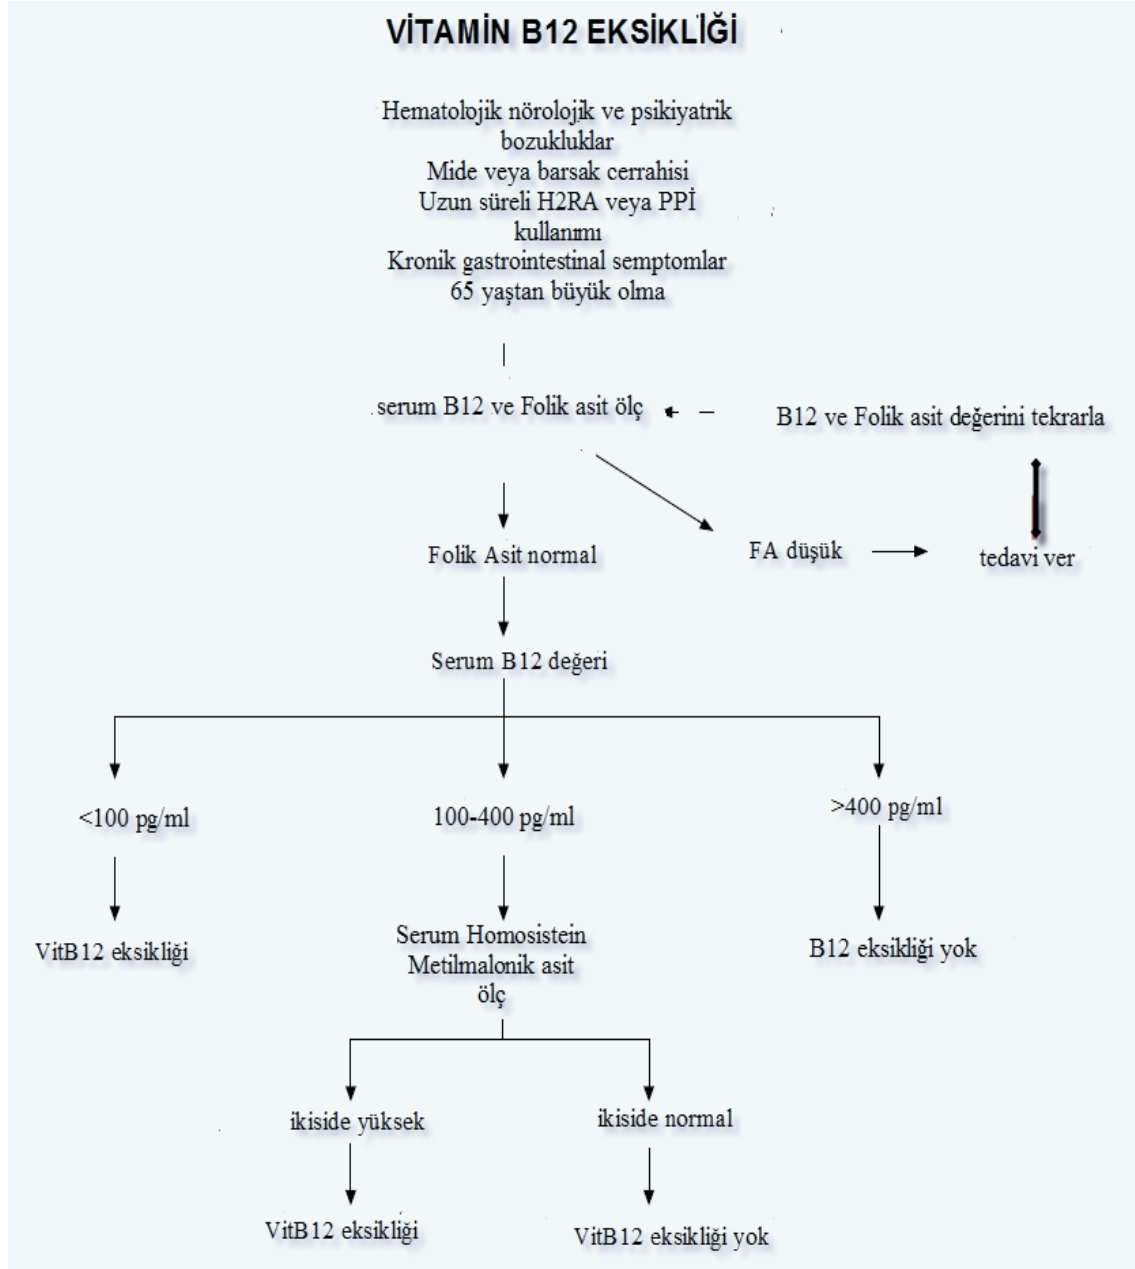 VİTAMİN B12 EKSİKLİĞİ
Hematolojik nörolojik ve psikiyatrik
bozukluklar
Mide veya barsak cerrahisi
Uzun süreli H2RA veya PPİ
kullanımı
Kronik gastrointestinal semptomlar
65 yaştan büyük olma
serum B12 ve Folik asit ölç
B12 ve Folik asit değerini tekrarla
Folik Asit normal
FA düşük
tedavi ver
Serum B12 değeri
<100 pg/ml
100-400 pg/ml
>400 pg/ml
VitB12 eksikliği
Serum Homosistein
Metilmalonik asit
ölç
B12 eksikliği yok
ikiside yüksek
ikiside normal
VitB12 eksikliği
VitB12 eksikliği yok